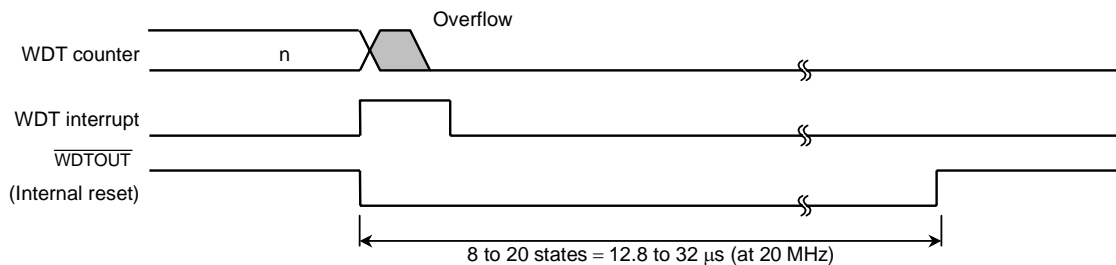 Overflow
WDT counter
n
WDT interrupt
WDTOUT
(Internal reset)
8 to 20 states = 12.8 to 32 μs (at 20 MHz)